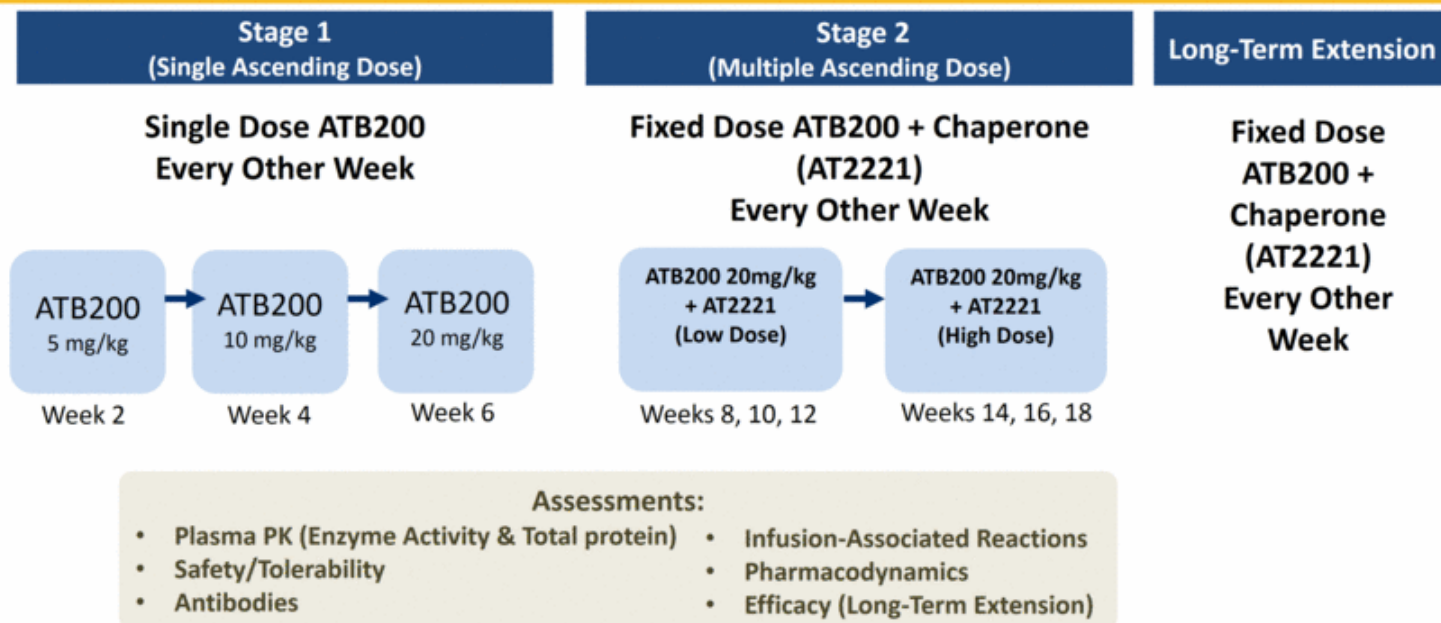 Stage 1
(Single Ascending Dose)
Single Dose ATB200
Every Other Week
ATB200
5 mg/kg
Week 2
ATB200
10 mg/kg
Week 4
ATB200
20 mg/kg
Week 6
Stage 2
(Multiple Ascending Dose)
Fixed Dose ATB200 + Chaperone
(AT2221)
Every Other Week
ATB200 20mg/kg
+ AT2221
(Low Dose)
Weeks 8, 10, 12
ATB200 20mg/kg
+ AT2221
(High Dose)
Weeks 14, 16, 18
Long-Term Extension
Fixed Dose
ATB200 +
Chaperone
(AT2221)
Every Other
Week
Assessments:
• Plasma PK (Enzyme Activity & Total protein)
• Safety/Tolerability
• Antibodies
• Infusion-Associated Reactions
• Pharmacodynamics
• Efficacy (Long-Term Extension)